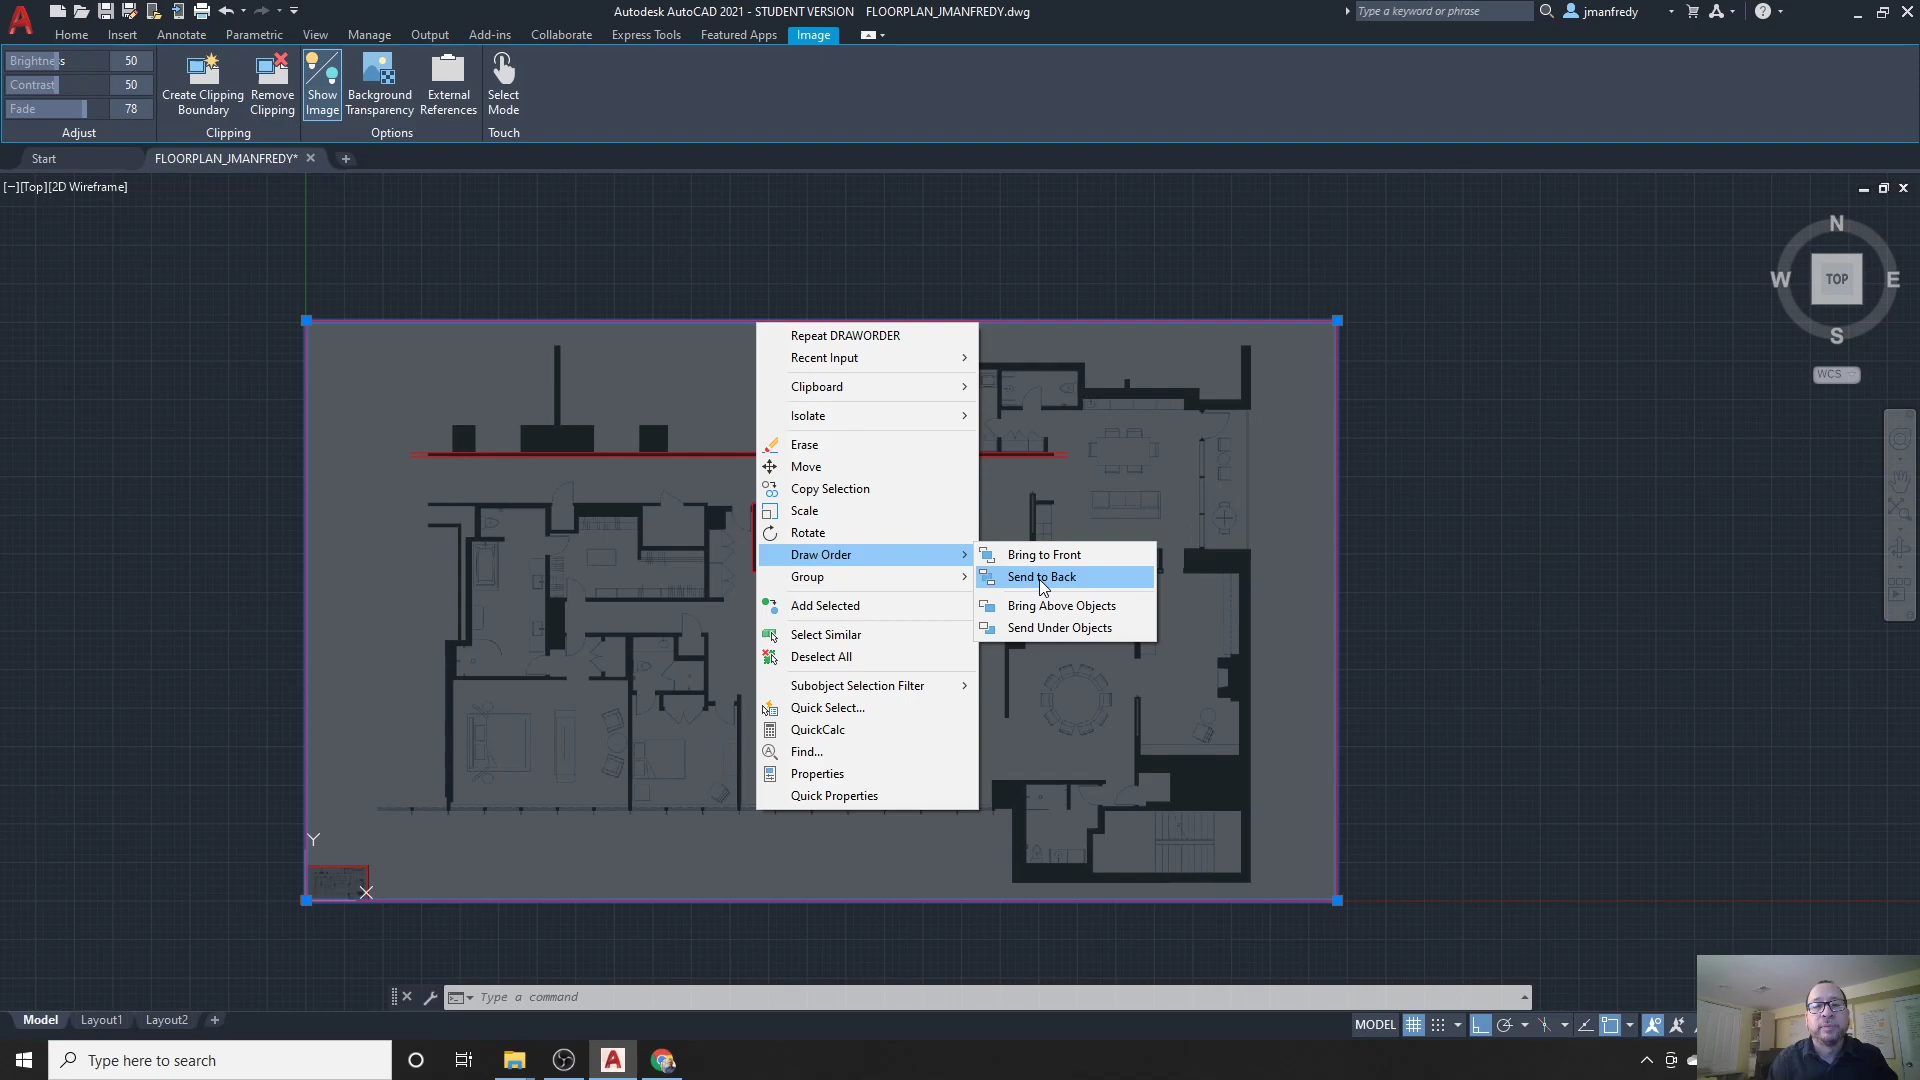 Autodesk AutoCAD 2021 - STUDENT VERSION FLOORPLAN_JMANFREDY.dwg
Type a keyword or phrase
jmanfredy
Home Insert Annotate Parametric View Manage Output Add-ins Collaborate Express Tools Featured Apps Image
Brightness 50
Contrast 50
Fade 78
Create Clipping
Boundary
Remove
Clipping
Show
Image
Background
Transparency
External
References
Select
Mode
Adjust Clipping Options Touch
Start FLOORPLAN_JMANFREDY*
[−][Top][2D Wireframe]
N
W TOP E
S
WCS
Repeat DRAWORDER
Recent Input
Clipboard
Isolate
Erase
Move
Copy Selection
Scale
Rotate
Draw Order
Group
Add Selected
Select Similar
Deselect All
Subobject Selection Filter
Quick Select...
QuickCalc
Find...
Properties
Quick Properties
Bring to Front
Send to Back
Bring Above Objects
Send Under Objects
Y
X
Type a command
Model Layout1 Layout2
MODEL
Type here to search